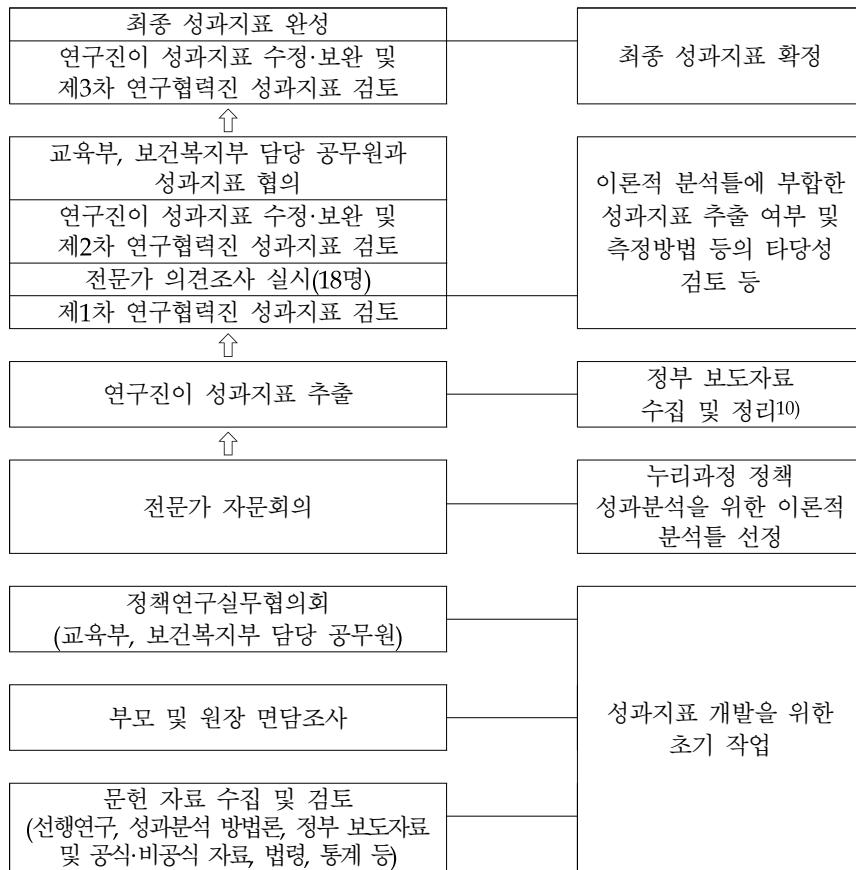 최종 성과지표 완성
연구진이 성과지표 수정·보완 및
제3차 연구협력진 성과지표 검토
최종 성과지표 확정
⇧
교육부, 보건복지부 담당 공무원과
성과지표 협의
연구진이 성과지표 수정·보완 및
제2차 연구협력진 성과지표 검토
전문가 의견조사 실시(18명)
제1차 연구협력진 성과지표 검토
이론적 분석틀에 부합한
성과지표 추출 여부 및
측정방법 등의 타당성
검토 등
⇧
연구진이 성과지표 추출
정부 보도자료
수집 및 정리10)
⇧
전문가 자문회의
누리과정 정책
성과분석을 위한 이론적
분석틀 선정
정책연구실무협의회
(교육부, 보건복지부 담당 공무원)
부모 및 원장 면담조사
문헌 자료 수집 및 검토
(선행연구, 성과분석 방법론, 정부 보도자료
및 공식·비공식 자료, 법령, 통계 등)
성과지표 개발을 위한
초기 작업